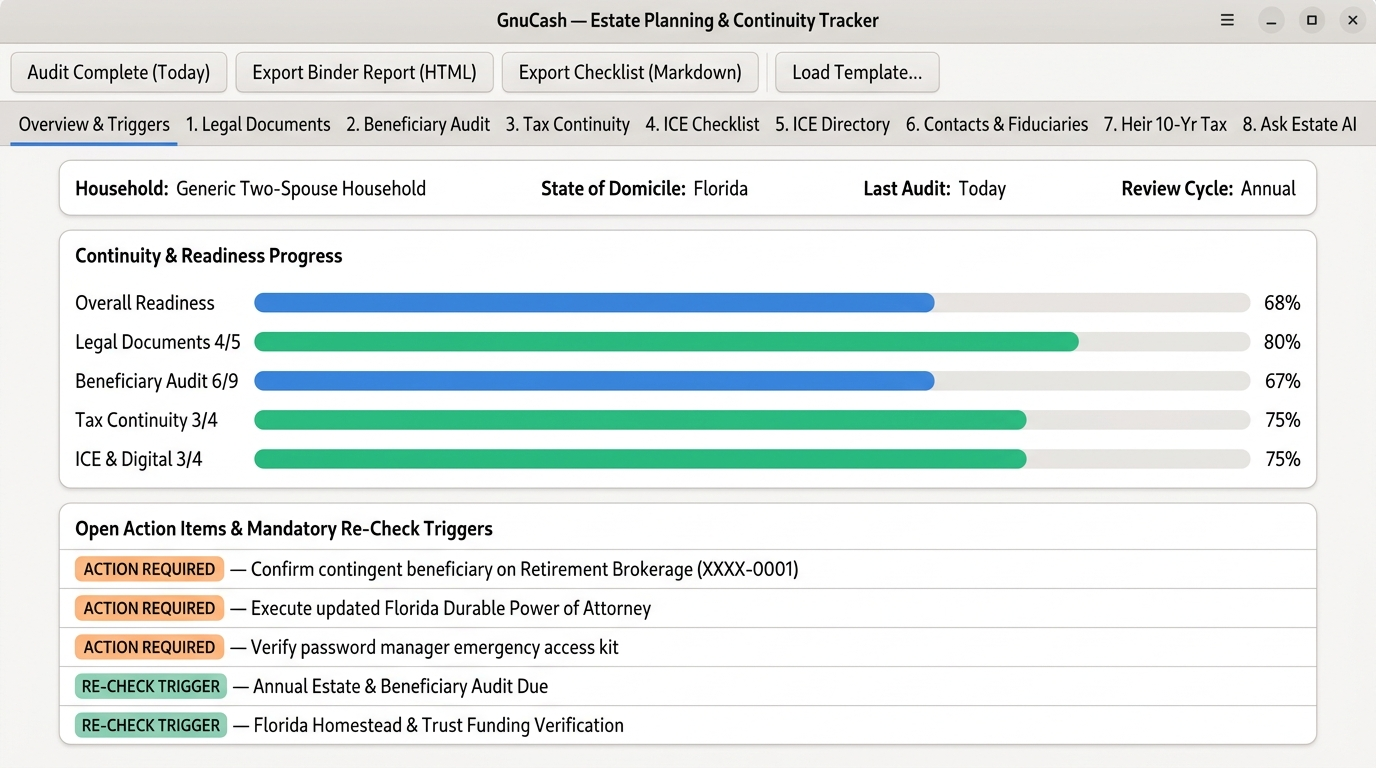 GnuCash — Estate Planning & Continuity Tracker
Audit Complete (Today) Export Binder Report (HTML) Export Checklist (Markdown) Load Template...
Overview & Triggers 1. Legal Documents 2. Beneficiary Audit 3. Tax Continuity 4. ICE Checklist 5. ICE Directory 6. Contacts & Fiduciaries 7. Heir 10-Yr Tax 8. Ask Estate AI
Household: Generic Two-Spouse Household State of Domicile: Florida Last Audit: Today Review Cycle: Annual
Continuity & Readiness Progress
Overall Readiness 68%
Legal Documents 4/5 80%
Beneficiary Audit 6/9 67%
Tax Continuity 3/4 75%
ICE & Digital 3/4 75%
Open Action Items & Mandatory Re-Check Triggers
ACTION REQUIRED — Confirm contingent beneficiary on Retirement Brokerage (XXXX-0001)
ACTION REQUIRED — Execute updated Florida Durable Power of Attorney
ACTION REQUIRED — Verify password manager emergency access kit
RE-CHECK TRIGGER — Annual Estate & Beneficiary Audit Due
RE-CHECK TRIGGER — Florida Homestead & Trust Funding Verification